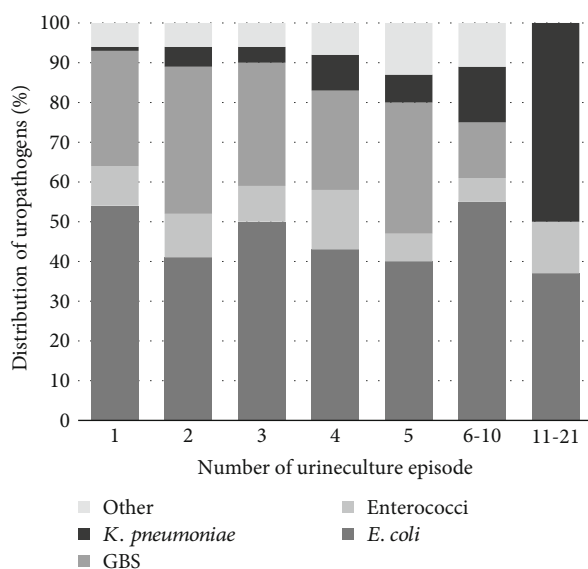 Distribution of uropathogens (%)
100
90
80
70
60
50
40
30
20
10
0
1 2 3 4 5 6-10 11-21
Number of urineculture episode
Other Enterococci
K. pneumoniae E. coli
GBS